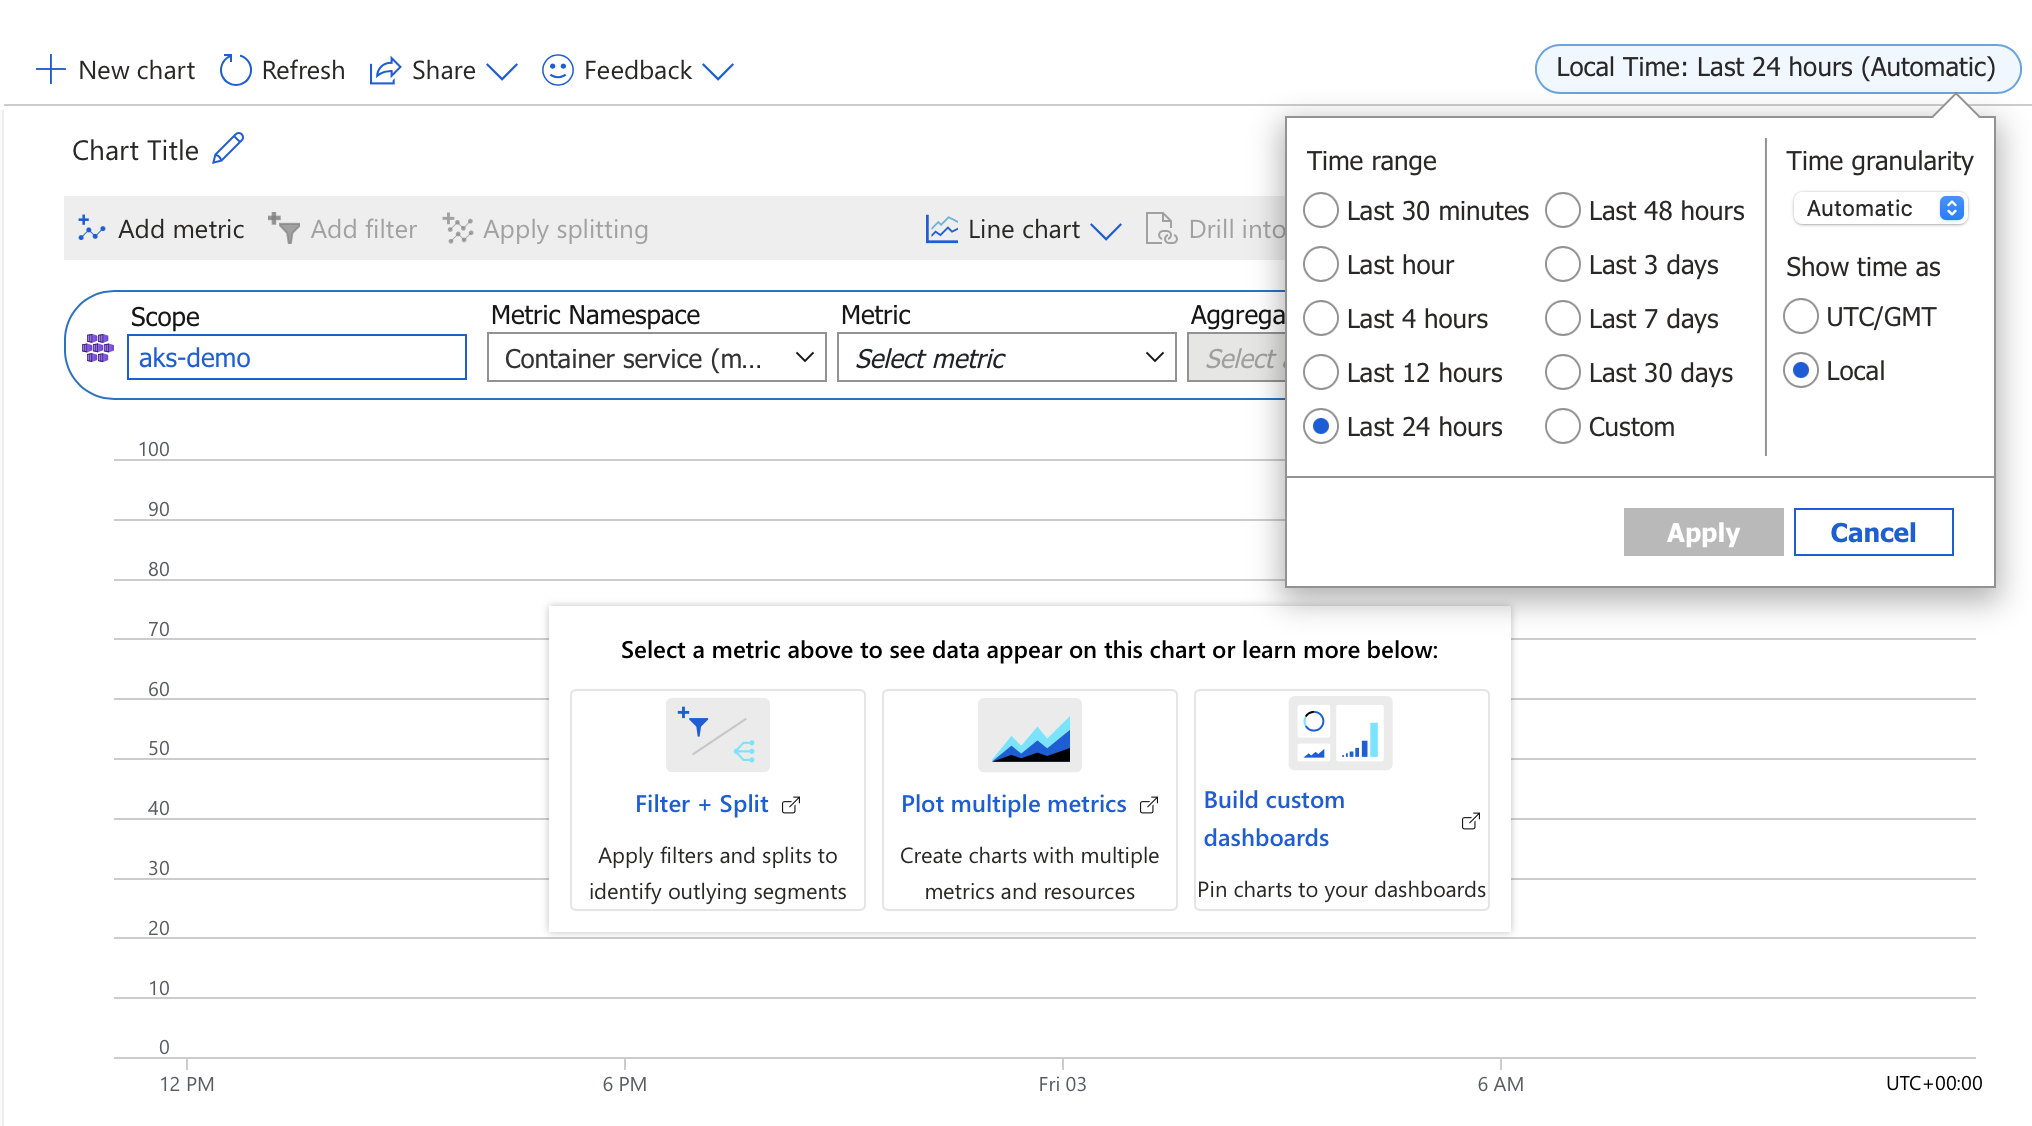 New chart Refresh Share Feedback Local Time: Last 24 hours (Automatic)
Chart Title
Add metric Add filter Apply splitting Line chart Drill into
Scope Metric Namespace Metric Aggrega
aks-demo Container service (m... Select metric Select
Time range
Last 30 minutes Last 48 hours
Last hour Last 3 days
Last 4 hours Last 7 days
Last 12 hours Last 30 days
Last 24 hours Custom
Time granularity
Automatic
Show time as
UTC/GMT
Local
Apply Cancel
100
90
80
70
60
50
40
30
20
10
0
Select a metric above to see data appear on this chart or learn more below:
Filter + Split
Apply filters and splits to
identify outlying segments
Plot multiple metrics
Create charts with multiple
metrics and resources
Build custom
dashboards
Pin charts to your dashboards
12 PM 6 PM Fri 03 6 AM UTC+00:00